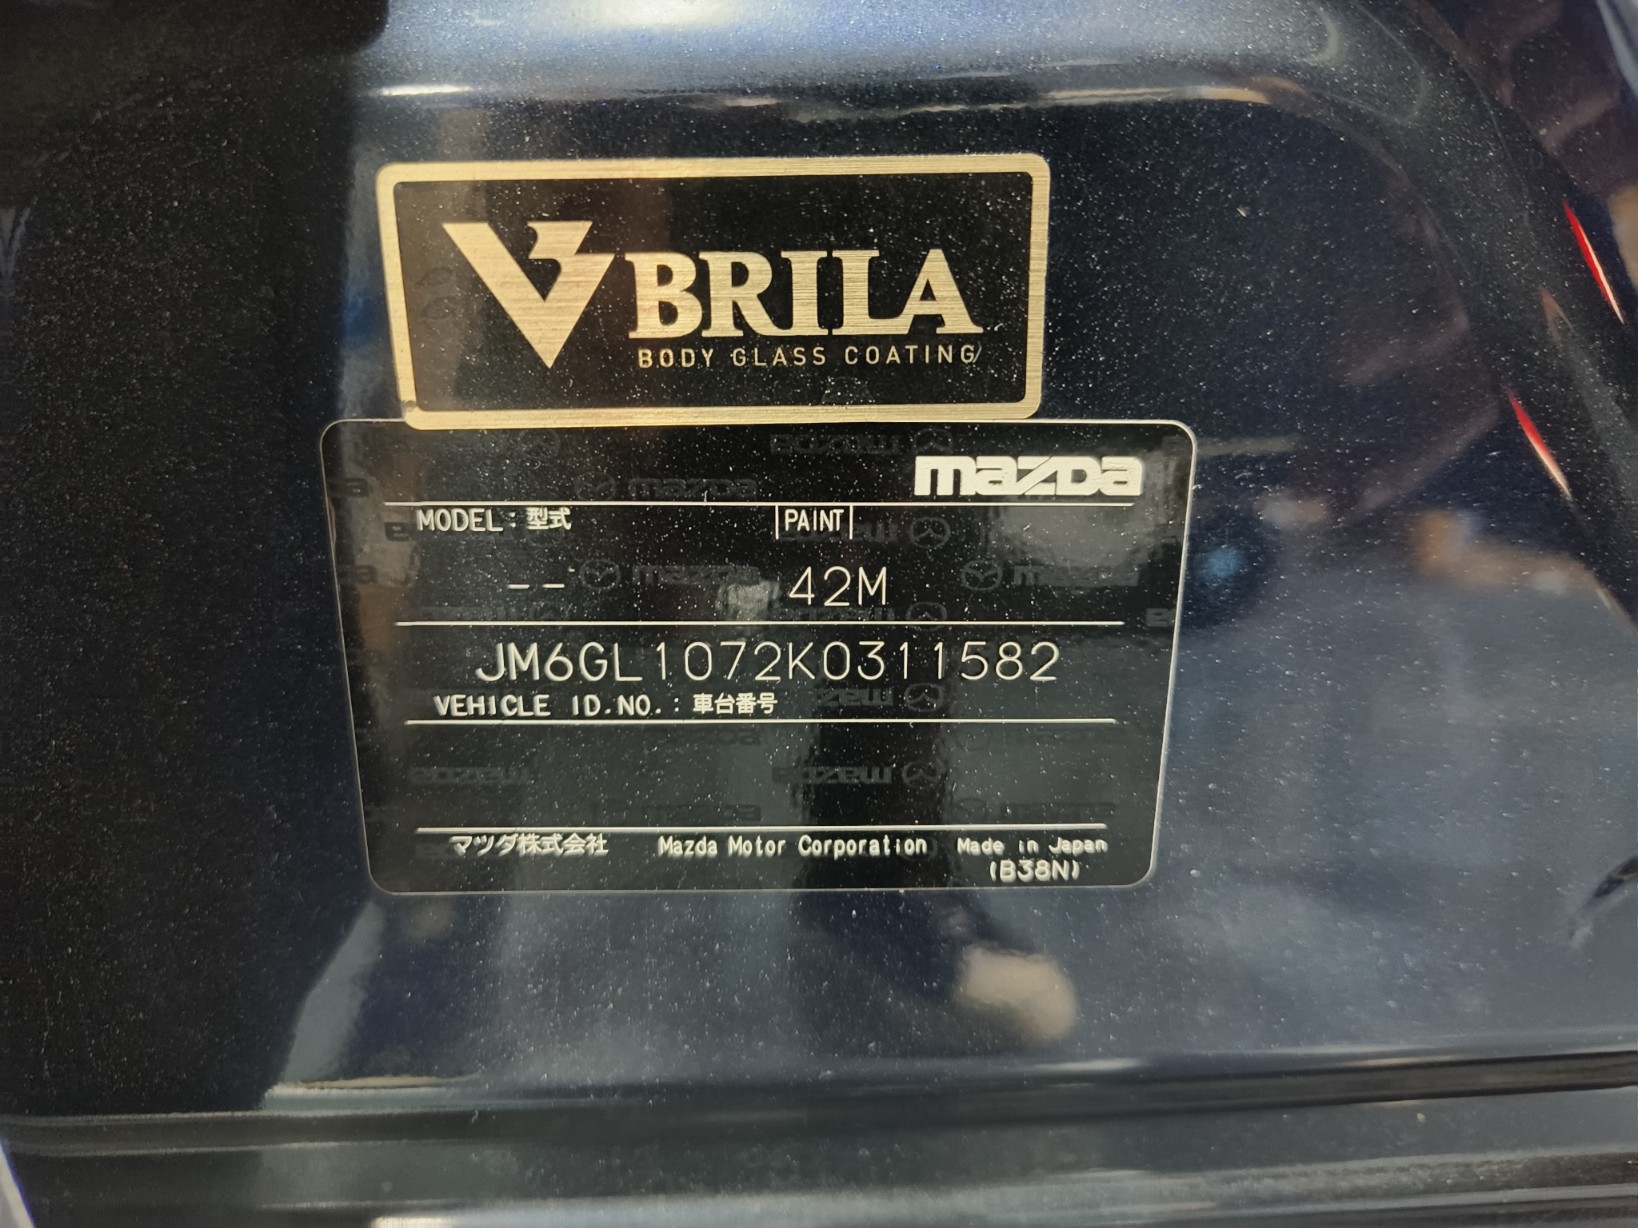 BRILA
BODY GLASS COATING
mazda
MODEL : 型式 PAINT
-- 42M
JM6GL1072K0311582
VEHICLE ID.NO. : 車台番号
マツダ株式会社 Mazda Motor Corporation Made in Japan
(B38N)